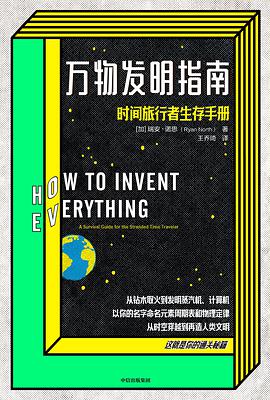 万物发明指南
时间旅行者生存手册
[加] 瑞安·诺思 (Ryan North) 著
王乔琦 译
HOW TO INVENT
EVERYTHING
A Survival Guide for the Stranded Time Traveler
从钻木取火到发明蒸汽机、计算机
以你的名字命名元素周期表和物理定律
从时空穿越到再造人类文明
这就是你的通关秘籍
中信出版集团